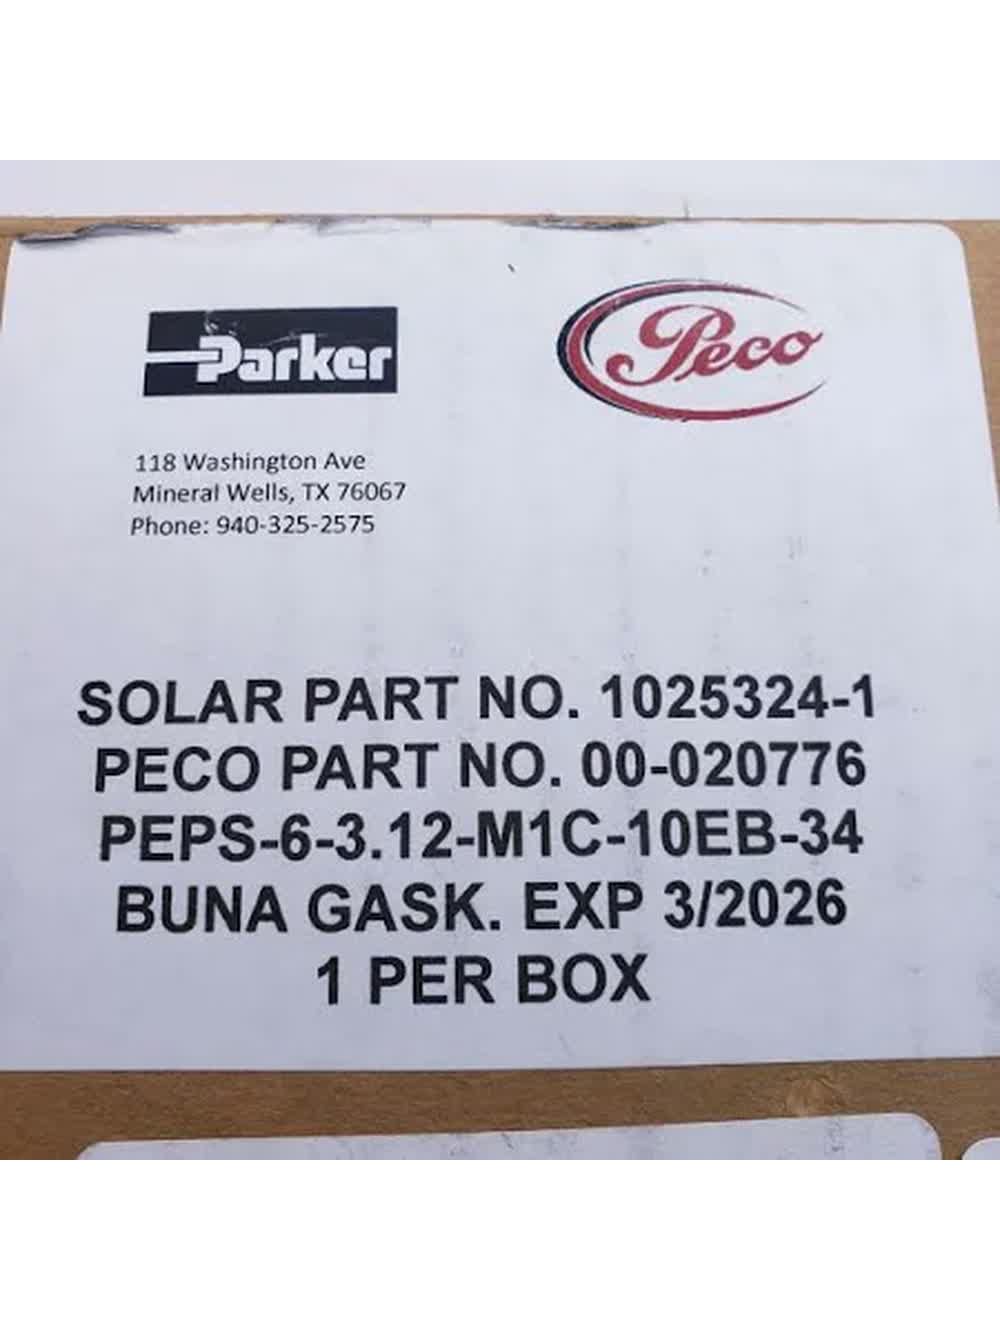 Parker
Peco
118 Washington Ave
Mineral Wells, TX 76067
Phone: 940-325-2575
SOLAR PART NO. 1025324-1
PECO PART NO. 00-020776
PEPS-6-3.12-M1C-10EB-34
BUNA GASK. EXP 3/2026
1 PER BOX